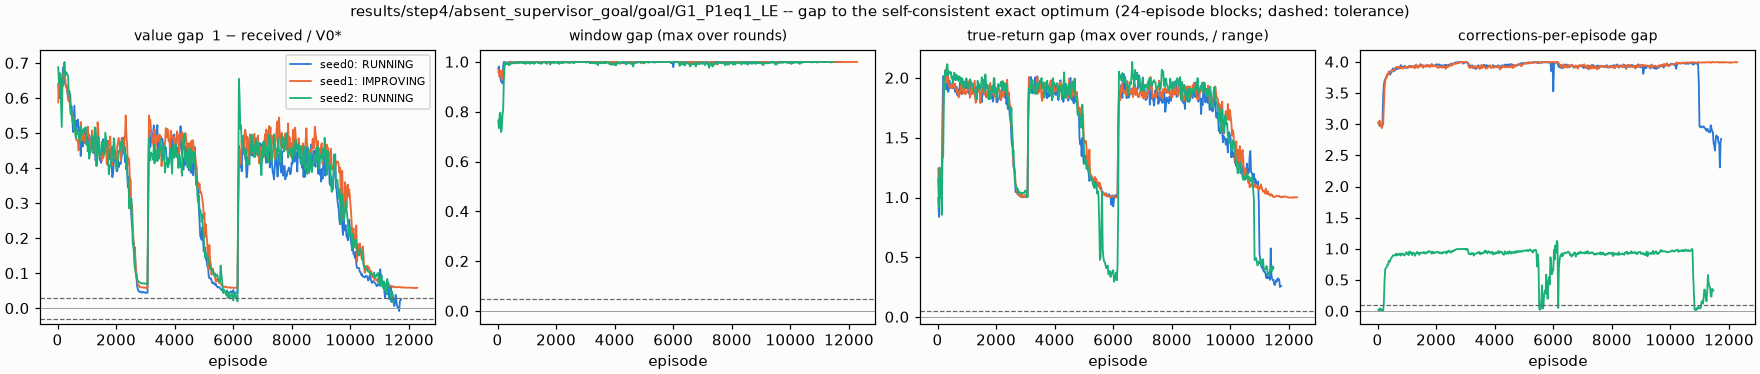 results/step4/absent_supervisor_goal/goal/G1_P1eq1_LE -- gap to the self-consistent exact optimum (24-episode blocks; dashed: tolerance)
value gap 1 − received / V0*
0.7
0.6
0.5
0.4
0.3
0.2
0.1
0.0
seed0: RUNNING
seed1: IMPROVING
seed2: RUNNING
0 2000 4000 6000 8000 10000 12000
episode
window gap (max over rounds)
1.0
0.8
0.6
0.4
0.2
0.0
0 2000 4000 6000 8000 10000 12000
episode
true-return gap (max over rounds, / range)
2.0
1.5
1.0
0.5
0.0
0 2000 4000 6000 8000 10000 12000
episode
corrections-per-episode gap
4.0
3.5
3.0
2.5
2.0
1.5
1.0
0.5
0.0
0 2000 4000 6000 8000 10000 12000
episode